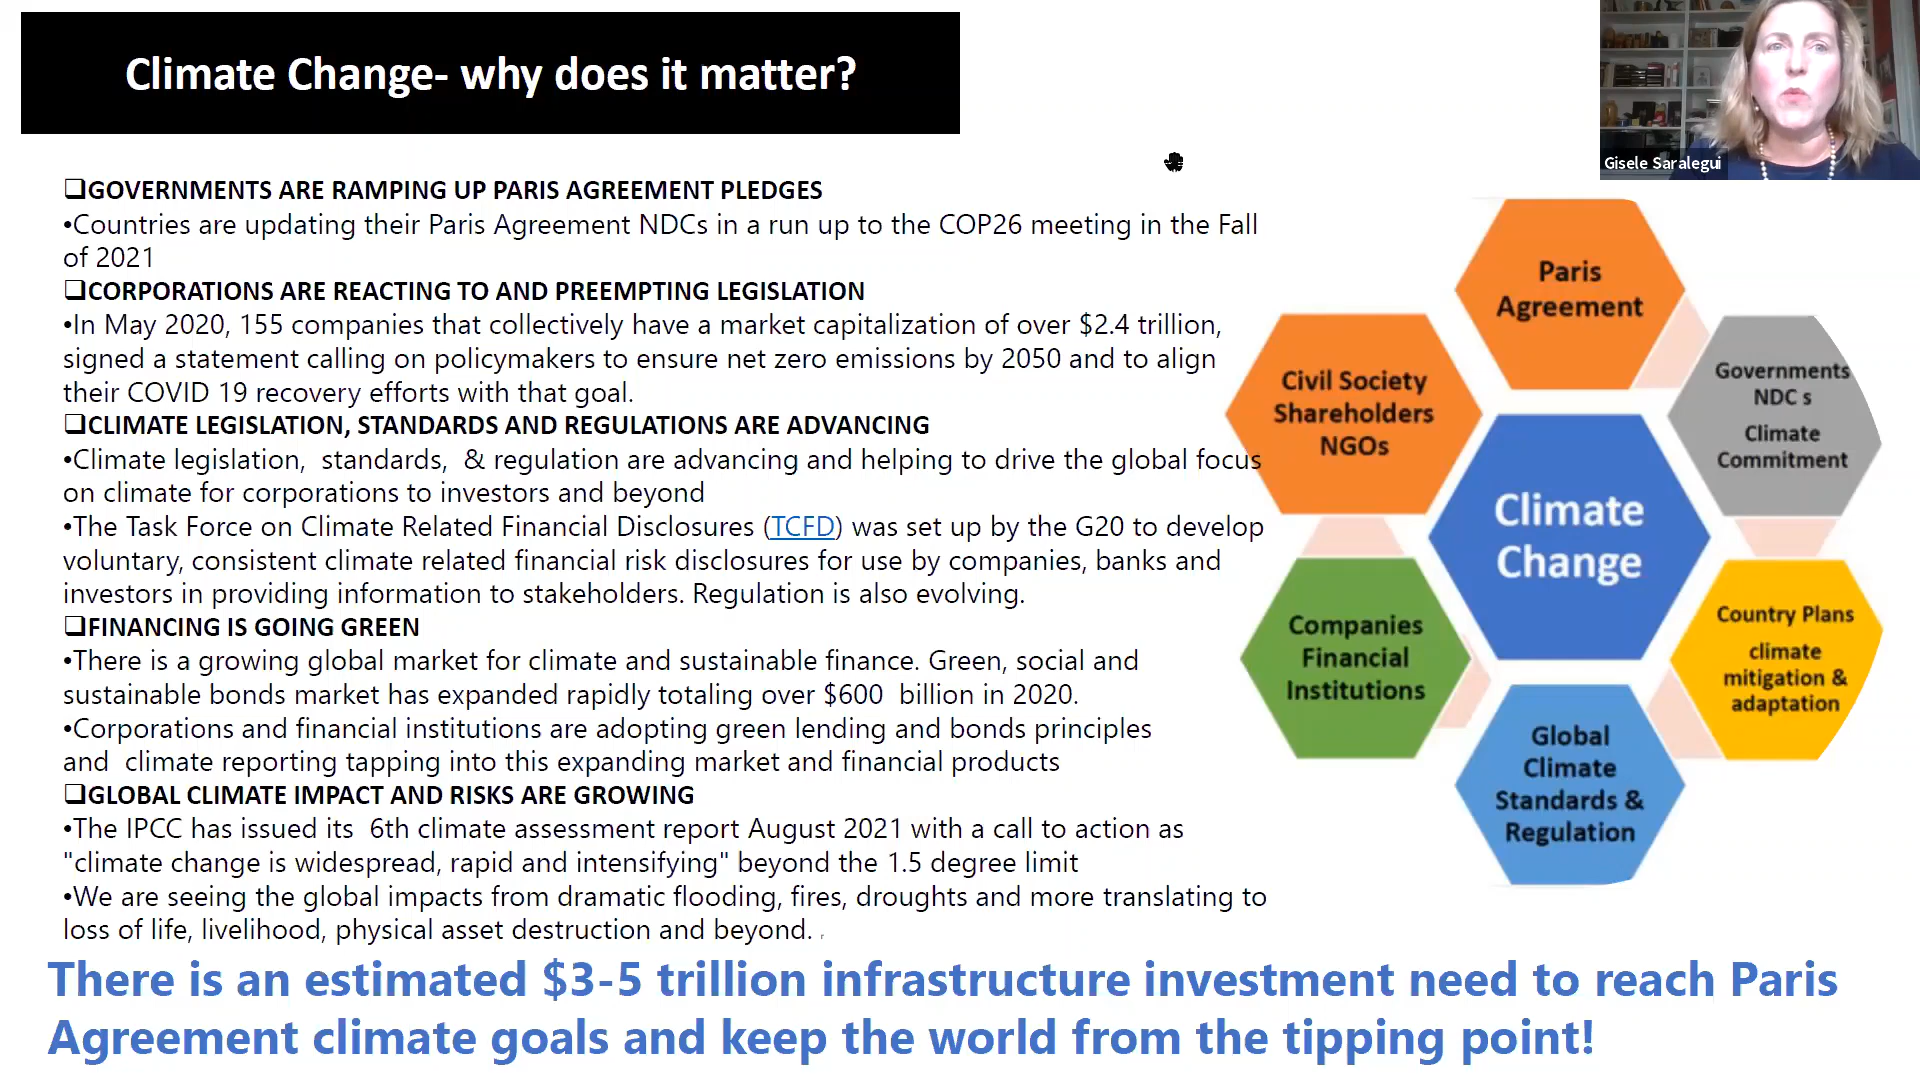 Climate Change- why does it matter?
Gisele Saralegui
❑GOVERNMENTS ARE RAMPING UP PARIS AGREEMENT PLEDGES
•Countries are updating their Paris Agreement NDCs in a run up to the COP26 meeting in the Fall
of 2021
❑CORPORATIONS ARE REACTING TO AND PREEMPTING LEGISLATION
•In May 2020, 155 companies that collectively have a market capitalization of over $2.4 trillion,
signed a statement calling on policymakers to ensure net zero emissions by 2050 and to align
their COVID 19 recovery efforts with that goal.
❑CLIMATE LEGISLATION, STANDARDS AND REGULATIONS ARE ADVANCING
•Climate legislation,  standards,  & regulation are advancing and helping to drive the global focus
on climate for corporations to investors and beyond
•The Task Force on Climate Related Financial Disclosures (TCFD) was set up by the G20 to develop
voluntary, consistent climate related financial risk disclosures for use by companies, banks and
investors in providing information to stakeholders. Regulation is also evolving.
❑FINANCING IS GOING GREEN
•There is a growing global market for climate and sustainable finance. Green, social and
sustainable bonds market has expanded rapidly totaling over $600  billion in 2020.
•Corporations and financial institutions are adopting green lending and bonds principles
and  climate reporting tapping into this expanding market and financial products
❑GLOBAL CLIMATE IMPACT AND RISKS ARE GROWING
•The IPCC has issued its  6th climate assessment report August 2021 with a call to action as
"climate change is widespread, rapid and intensifying" beyond the 1.5 degree limit
•We are seeing the global impacts from dramatic flooding, fires, droughts and more translating to
loss of life, livelihood, physical asset destruction and beyond.
Paris
Agreement
Governments
NDC s
Climate
Commitment
Country Plans
climate
mitigation &
adaptation
Global
Climate
Standards &
Regulation
Companies
Financial
Institutions
Civil Society
Shareholders
NGOs
Climate
Change
There is an estimated $3-5 trillion infrastructure investment need to reach Paris
Agreement climate goals and keep the world from the tipping point!